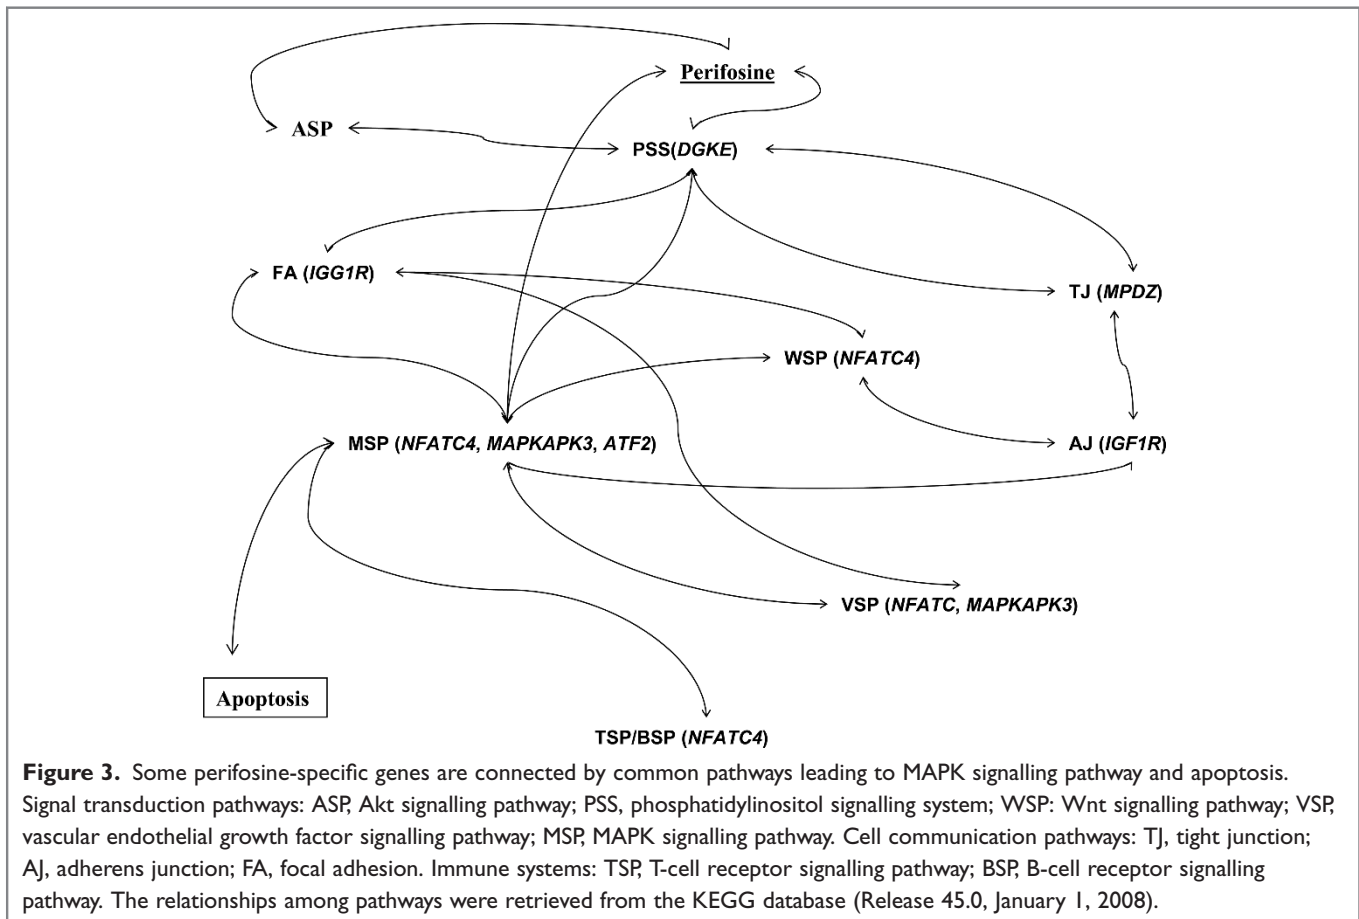 Perifosine
ASP
PSS(DGKE)
FA (IGG1R)
TJ (MPDZ)
WSP (NFATC4)
MSP (NFATC4, MAPKAPK3, ATF2)
AJ (IGF1R)
VSP (NFATC, MAPKAPK3)
Apoptosis
TSP/BSP (NFATC4)
Figure 3. Some perifosine-specific genes are connected by common pathways leading to MAPK signalling pathway and apoptosis.
Signal transduction pathways: ASP, Akt signalling pathway; PSS, phosphatidylinositol signalling system; WSP: Wnt signalling pathway; VSP,
vascular endothelial growth factor signalling pathway; MSP, MAPK signalling pathway. Cell communication pathways: TJ, tight junction;
AJ, adherens junction; FA, focal adhesion. Immune systems: TSP, T-cell receptor signalling pathway; BSP, B-cell receptor signalling
pathway. The relationships among pathways were retrieved from the KEGG database (Release 45.0, January 1, 2008).